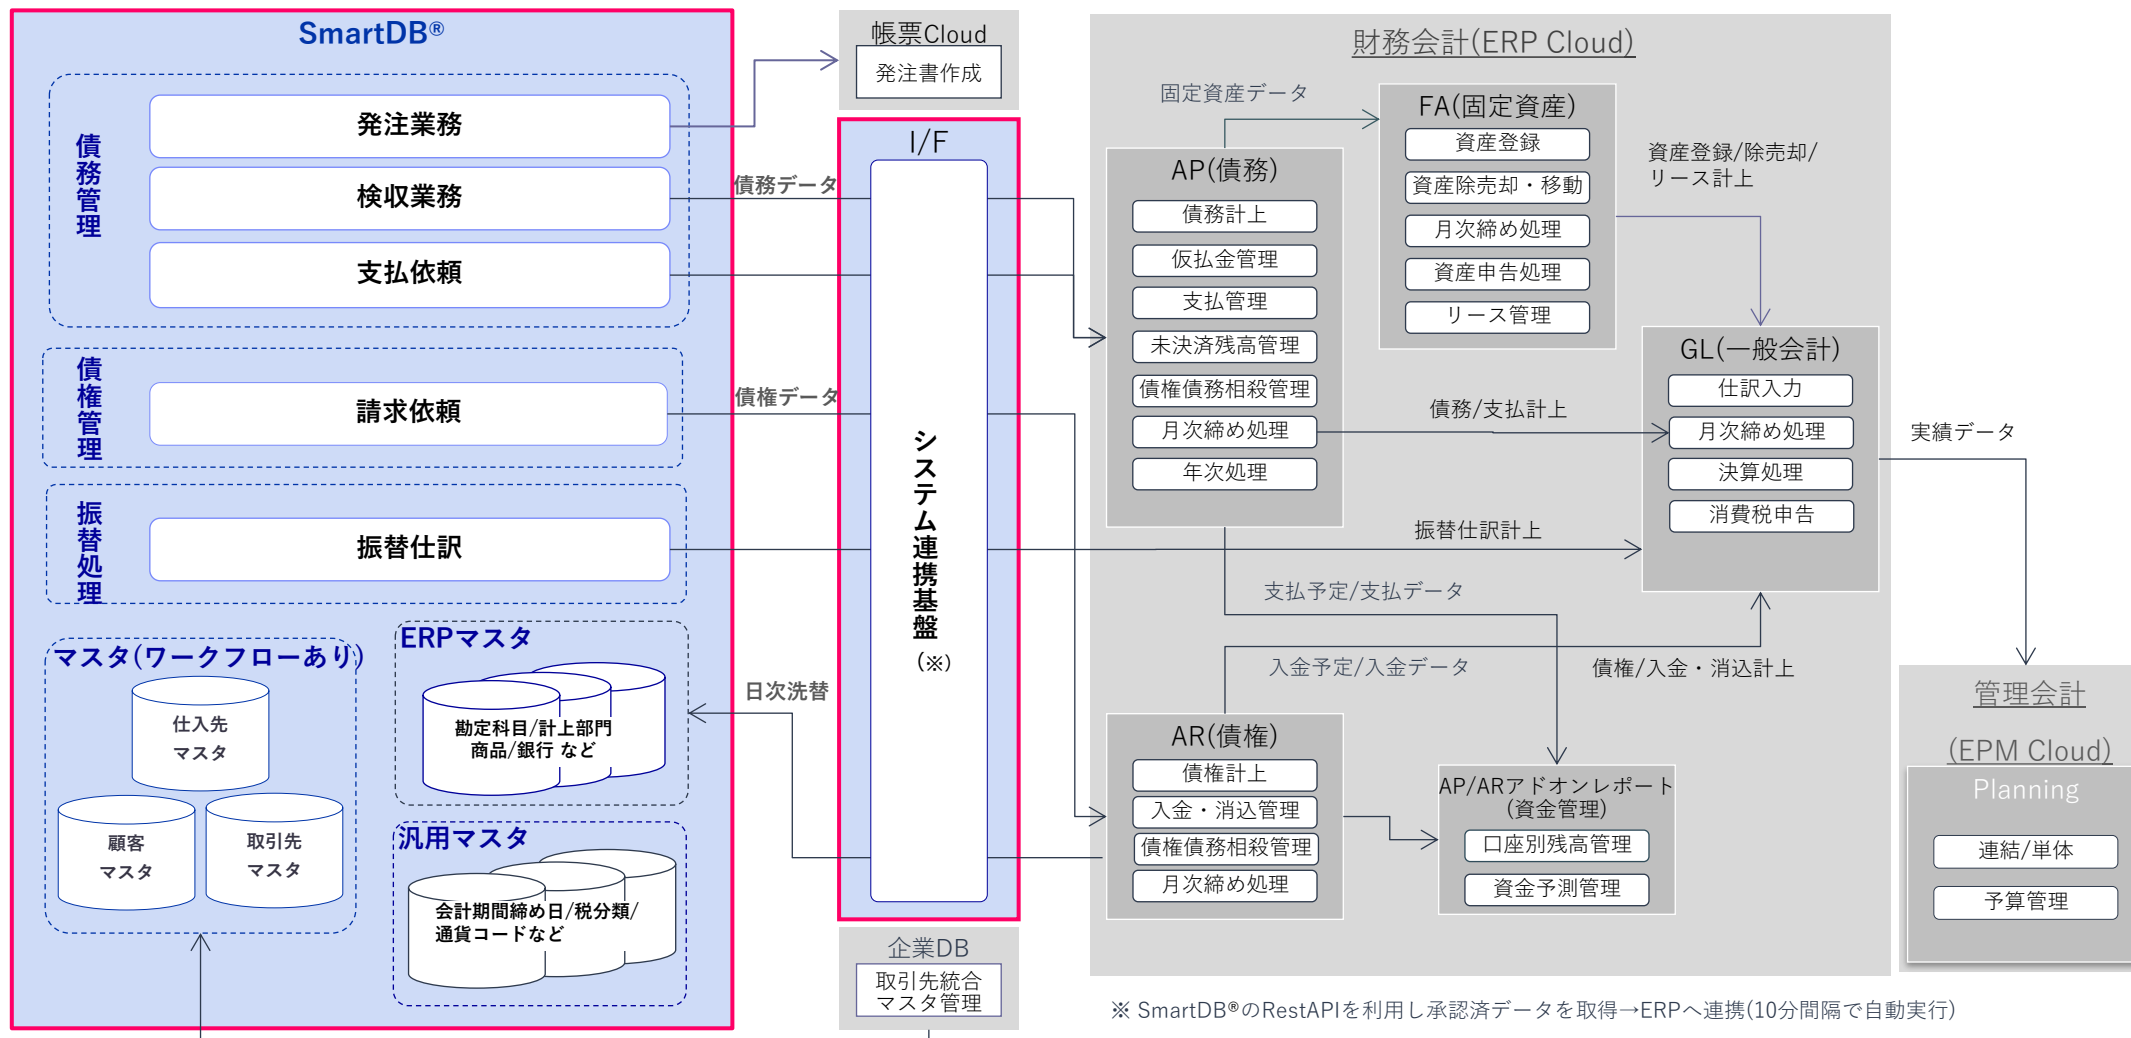 SmartDB®
債務管理
発注業務
検収業務
支払依頼
債権管理
請求依頼
振替処理
振替仕訳
マスタ(ワークフローあり)
仕入先
マスタ
顧客
マスタ
取引先
マスタ
ERPマスタ
勘定科目/計上部門
商品/銀行 など
汎用マスタ
会計期間締め日/税分類/
通貨コードなど
債務データ
債権データ
日次洗替
帳票Cloud
発注書作成
I/F
システム連携基盤
(※)
企業DB
取引先統合
マスタ管理
財務会計(ERP Cloud)
固定資産データ
AP(債務)
債務計上
仮払金管理
支払管理
未決済残高管理
債権債務相殺管理
月次締め処理
年次処理
FA(固定資産)
資産登録
資産除売却・移動
月次締め処理
資産申告処理
リース管理
資産登録/除売却/
リース計上
GL(一般会計)
仕訳入力
月次締め処理
決算処理
消費税申告
債務/支払計上
振替仕訳計上
支払予定/支払データ
入金予定/入金データ
債権/入金・消込計上
AR(債権)
債権計上
入金・消込管理
債権債務相殺管理
月次締め処理
AP/ARアドオンレポート
(資金管理)
口座別残高管理
資金予測管理
実績データ
管理会計
(EPM Cloud)
Planning
連結/単体
予算管理
※ SmartDB®のRestAPIを利用し承認済データを取得→ERPへ連携(10分間隔で自動実行)